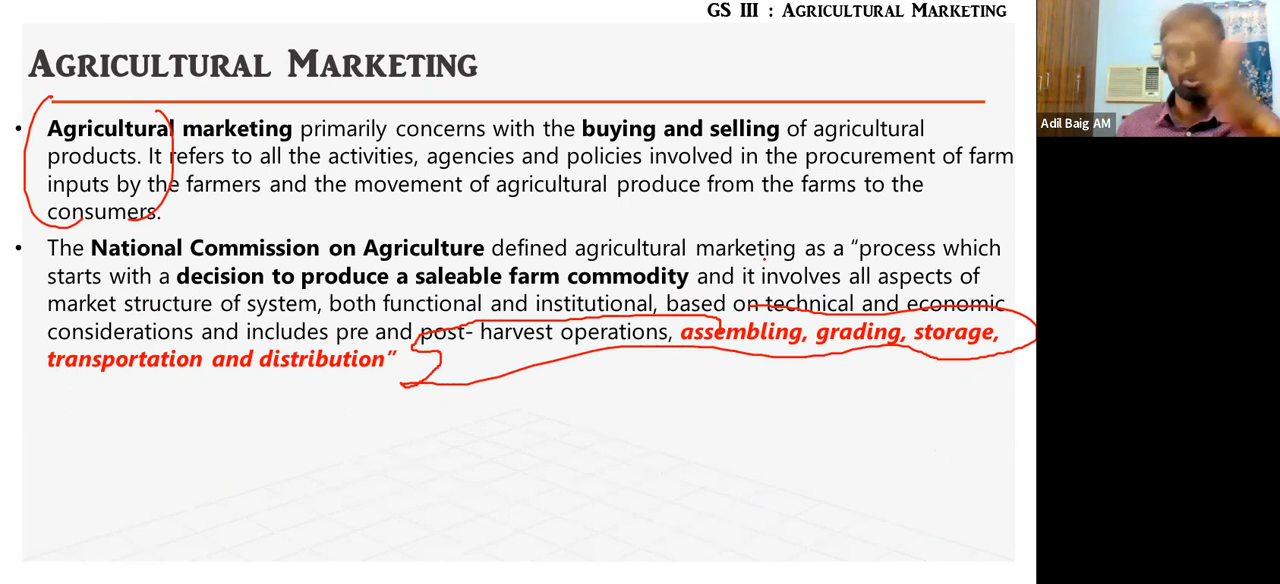 GS III : Agricultural Marketing
Agricultural Marketing
• Agricultural marketing primarily concerns with the buying and selling of agricultural
products. It refers to all the activities, agencies and policies involved in the procurement of farm
inputs by the farmers and the movement of agricultural produce from the farms to the
consumers.
• The National Commission on Agriculture defined agricultural marketing as a “process which
starts with a decision to produce a saleable farm commodity and it involves all aspects of
market structure of system, both functional and institutional, based on technical and economic
considerations and includes pre and post- harvest operations, assembling, grading, storage,
transportation and distribution”
Adil Baig AM